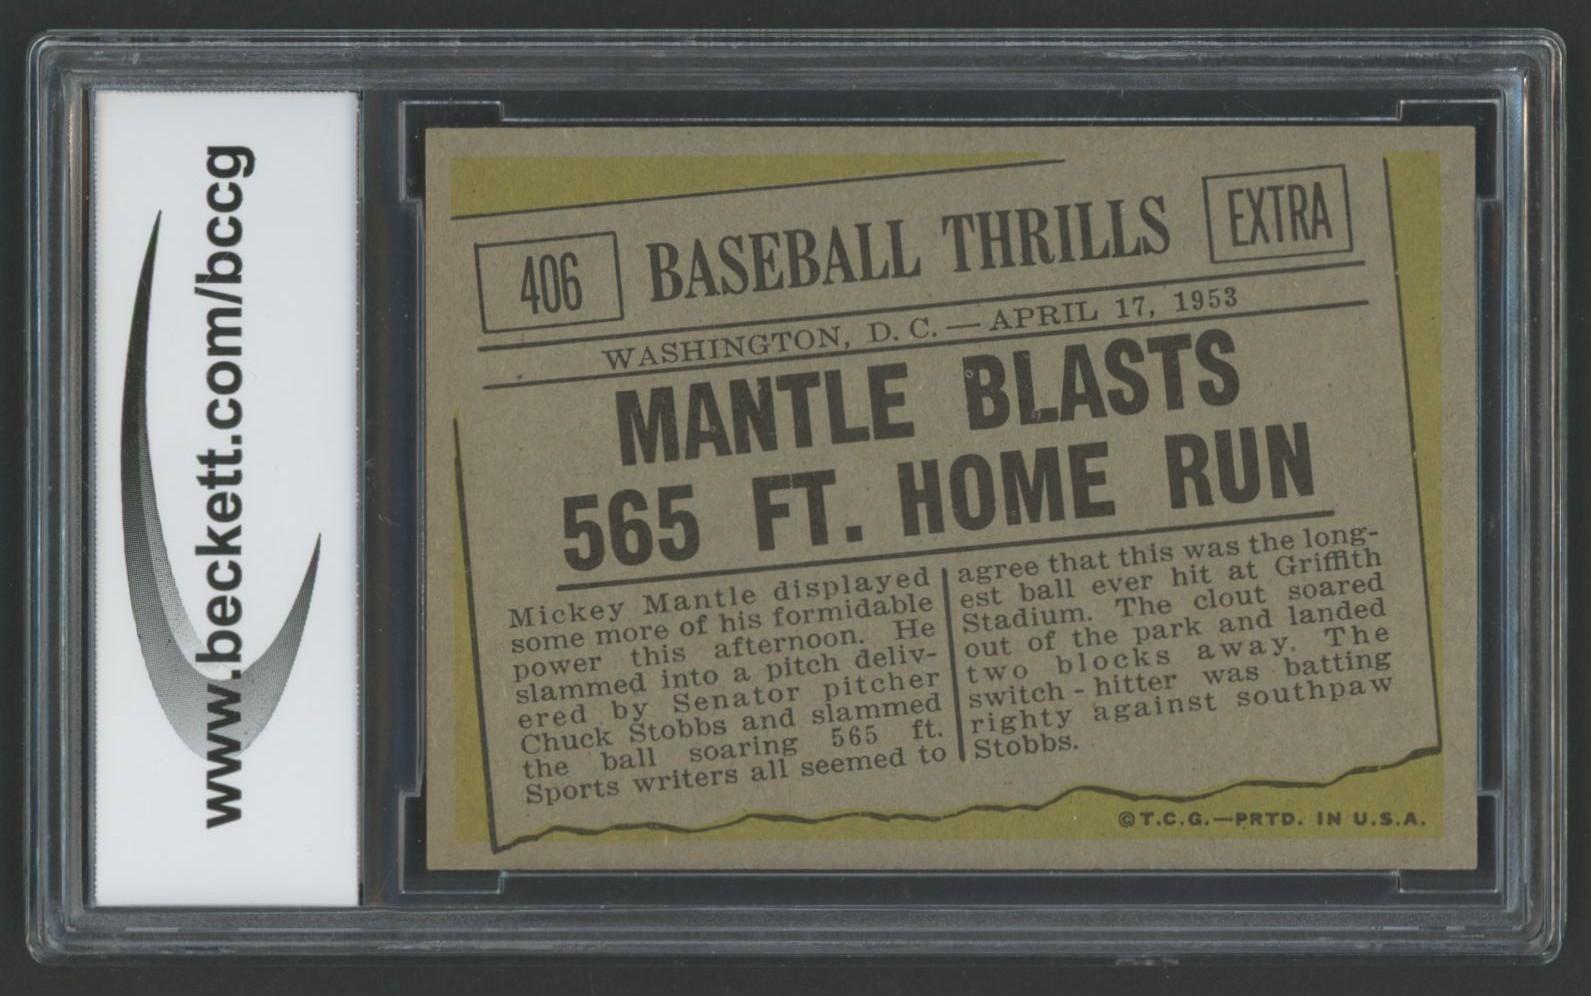 www.beckett.com/bccg
406
BASEBALL THRILLS
EXTRA
WASHINGTON, D. C. — APRIL 17, 1953
MANTLE BLASTS
565 FT. HOME RUN
Mickey Mantle displayed
some more of his formidable
power this afternoon. He
slammed into a pitch deliv-
ered by Senator pitcher
Chuck Stobbs and slammed
the ball soaring 565 ft.
Sports writers all seemed to
agree that this was the long-
est ball ever hit at Griffith
Stadium. The clout soared
out of the park and landed
two blocks away. The
switch-hitter was batting
righty against southpaw
Stobbs.
©T.C.G.—PRTD. IN U.S.A.